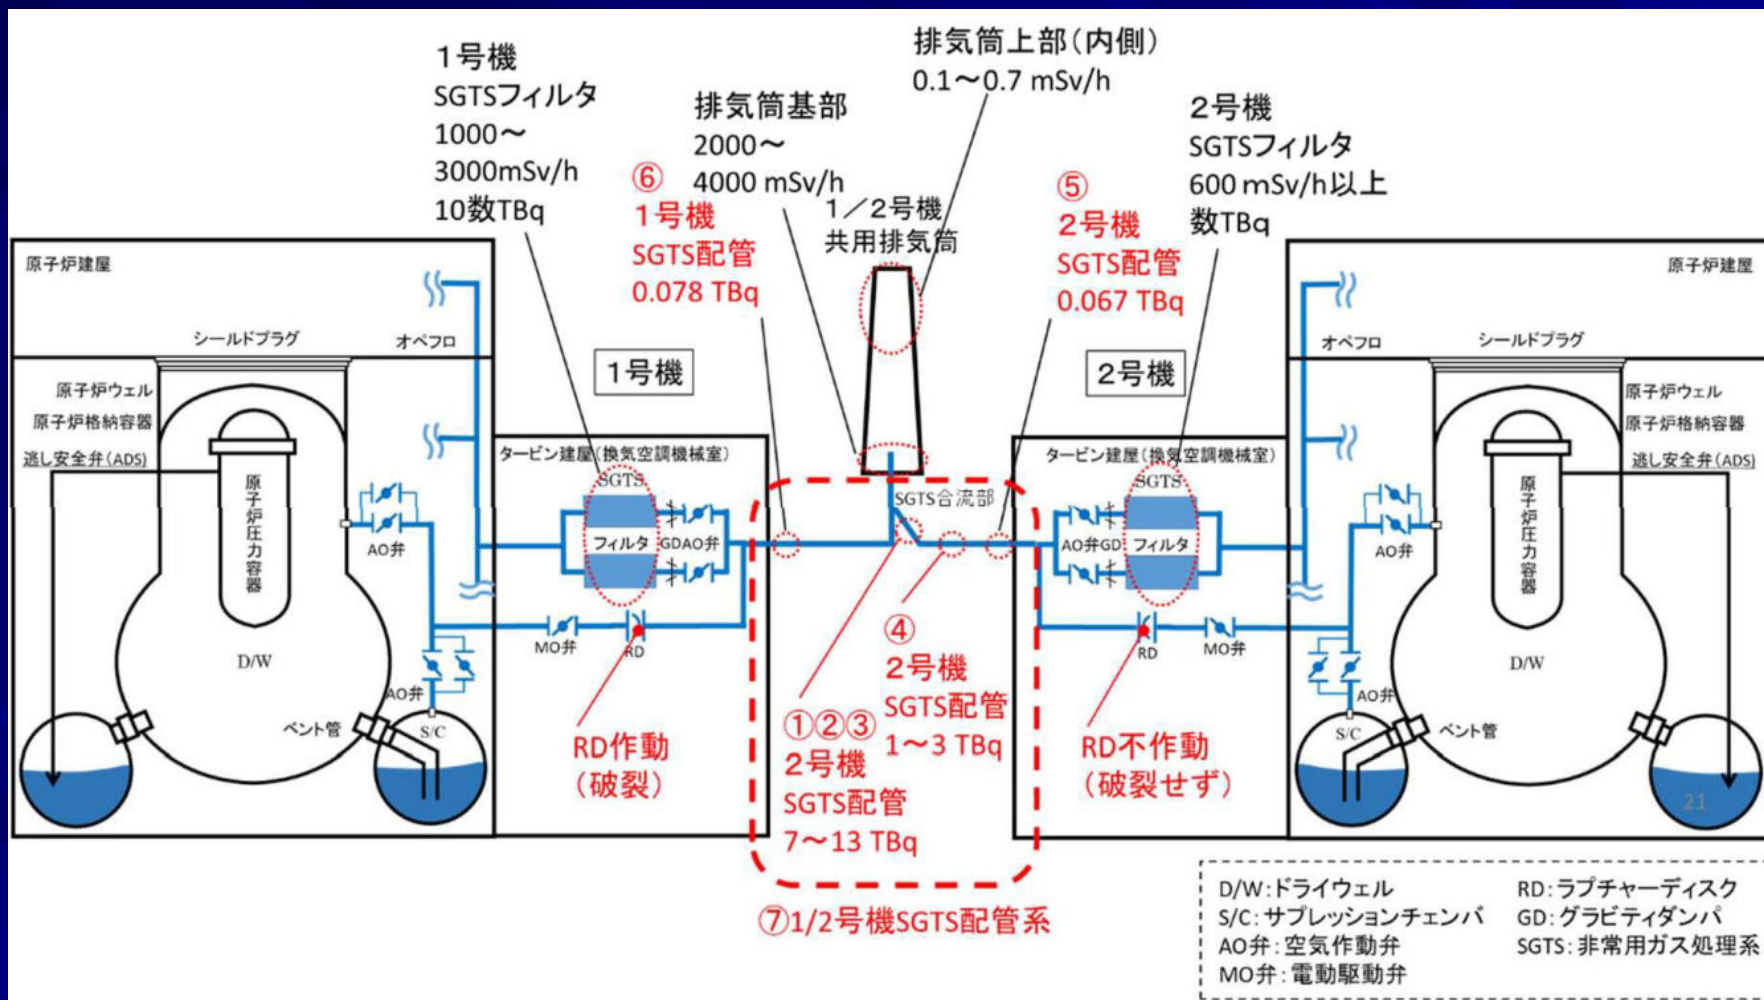 1号機
SGTSフィルタ
1000～
3000mSv/h
10数TBq
排気筒基部
2000～
4000 mSv/h
排気筒上部(内側)
0.1～0.7 mSv/h
2号機
SGTSフィルタ
600 mSv/h以上
数TBq
⑥
1号機
SGTS配管
0.078 TBq
1／2号機
共用排気筒
⑤
2号機
SGTS配管
0.067 TBq
原子炉建屋
シールドプラグ
オペフロ
原子炉ウェル
原子炉格納容器
逃し安全弁(ADS)
原子炉圧力容器
D/W
AO弁
AO弁
ベント管
S/C
1号機
タービン建屋(換気空調機械室)
SGTS
フィルタ
GD
AO弁
MO弁
RD
RD作動
(破裂)
SGTS合流部
①②③
2号機
SGTS配管
7～13 TBq
④
2号機
SGTS配管
1～3 TBq
⑦1/2号機SGTS配管系
2号機
タービン建屋(換気空調機械室)
SGTS
AO弁
GD
フィルタ
RD
MO弁
RD不作動
(破裂せず)
原子炉建屋
オペフロ
シールドプラグ
原子炉ウェル
原子炉格納容器
逃し安全弁(ADS)
原子炉圧力容器
AO弁
D/W
AO弁
S/C
ベント管
21
D/W:ドライウェル
S/C:サプレッションチェンバ
AO弁:空気作動弁
MO弁:電動駆動弁
RD:ラプチャーディスク
GD:グラビティダンパ
SGTS:非常用ガス処理系